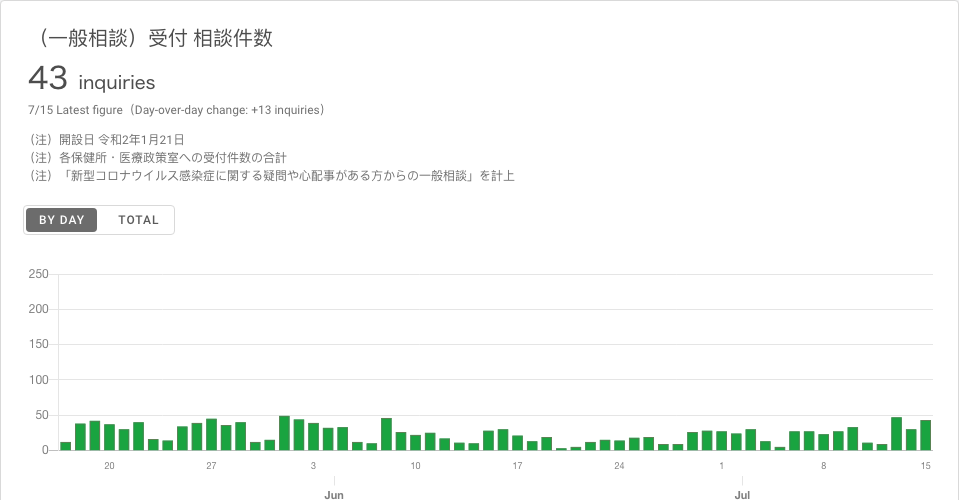 （一般相談）受付 相談件数
43 inquiries
7/15 Latest figure（Day-over-day change: +13 inquiries）
（注）開設日 令和2年1月21日
（注）各保健所・医療政策室への受付件数の合計
（注）「新型コロナウイルス感染症に関する疑問や心配事がある方からの一般相談」を計上
BY DAY TOTAL
250
200
150
100
50
0
20 27 3 10 17 24 1 8 15
Jun Jul